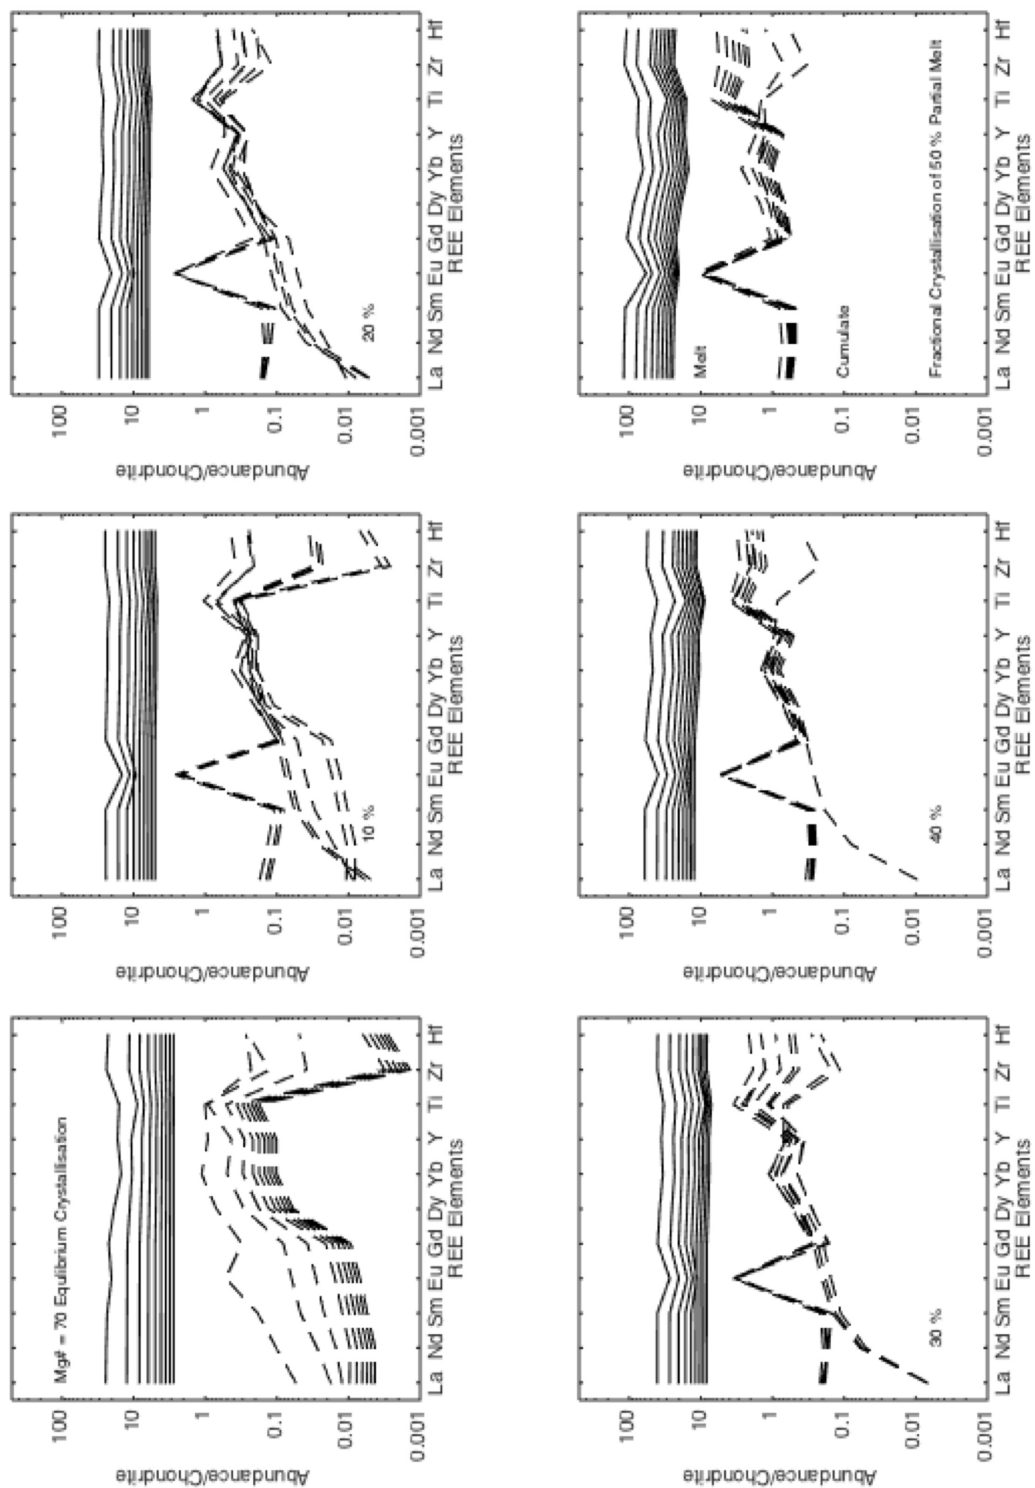 Mg# = 70 Equlibrium Crystallisation
100
10
1
0.1
0.01
0.001
Abundance/Chondrite
La Nd Sm Eu Gd Dy Yb Y Ti Zr Hf
REE Elements
10 %
100
10
1
0.1
0.01
0.001
Abundance/Chondrite
La Nd Sm Eu Gd Dy Yb Y Ti Zr Hf
REE Elements
20 %
100
10
1
0.1
0.01
0.001
Abundance/Chondrite
La Nd Sm Eu Gd Dy Yb Y Ti Zr Hf
REE Elements
30 %
100
10
1
0.1
0.01
0.001
Abundance/Chondrite
La Nd Sm Eu Gd Dy Yb Y Ti Zr Hf
REE Elements
40 %
100
10
1
0.1
0.01
0.001
Abundance/Chondrite
La Nd Sm Eu Gd Dy Yb Y Ti Zr Hf
REE Elements
Melt
Cumulate
Fractional Crystallisation of 50 % Partial Melt
100
10
1
0.1
0.01
0.001
Abundance/Chondrite
La Nd Sm Eu Gd Dy Yb Y Ti Zr Hf
REE Elements